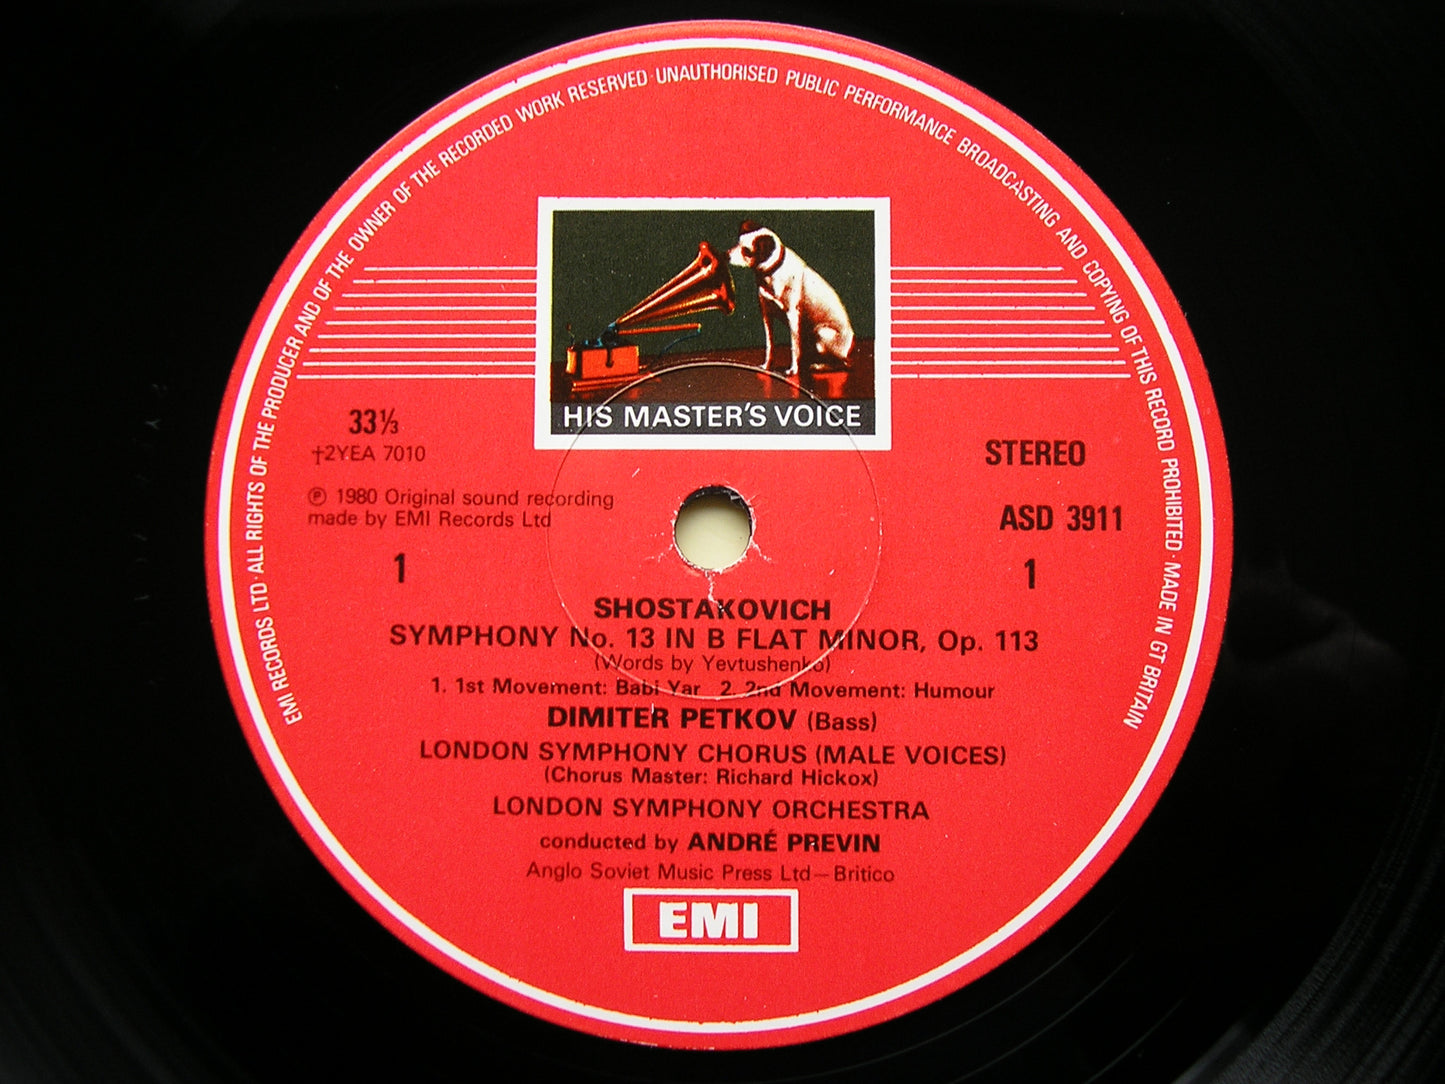 EMI RECORDS LTD · ALL RIGHTS OF THE PRODUCER AND OF THE OWNER OF THE RECORDED WORK RESERVED · UNAUTHORISED PUBLIC PERFORMANCE BROADCASTING AND COPYING OF THIS RECORD PROHIBITED · MADE IN GT BRITAIN
HIS MASTER'S VOICE
33⅓
†2YEA 7010
STEREO
℗ 1980 Original sound recording
made by EMI Records Ltd
ASD 3911
1
1
SHOSTAKOVICH
SYMPHONY No. 13 IN B FLAT MINOR, Op. 113
(Words by Yevtushenko)
1. 1st Movement: Babi Yar 2. 2nd Movement: Humour
DIMITER PETKOV (Bass)
LONDON SYMPHONY CHORUS (MALE VOICES)
(Chorus Master: Richard Hickox)
LONDON SYMPHONY ORCHESTRA
conducted by ANDRÉ PREVIN
Anglo Soviet Music Press Ltd – Britico
EMI